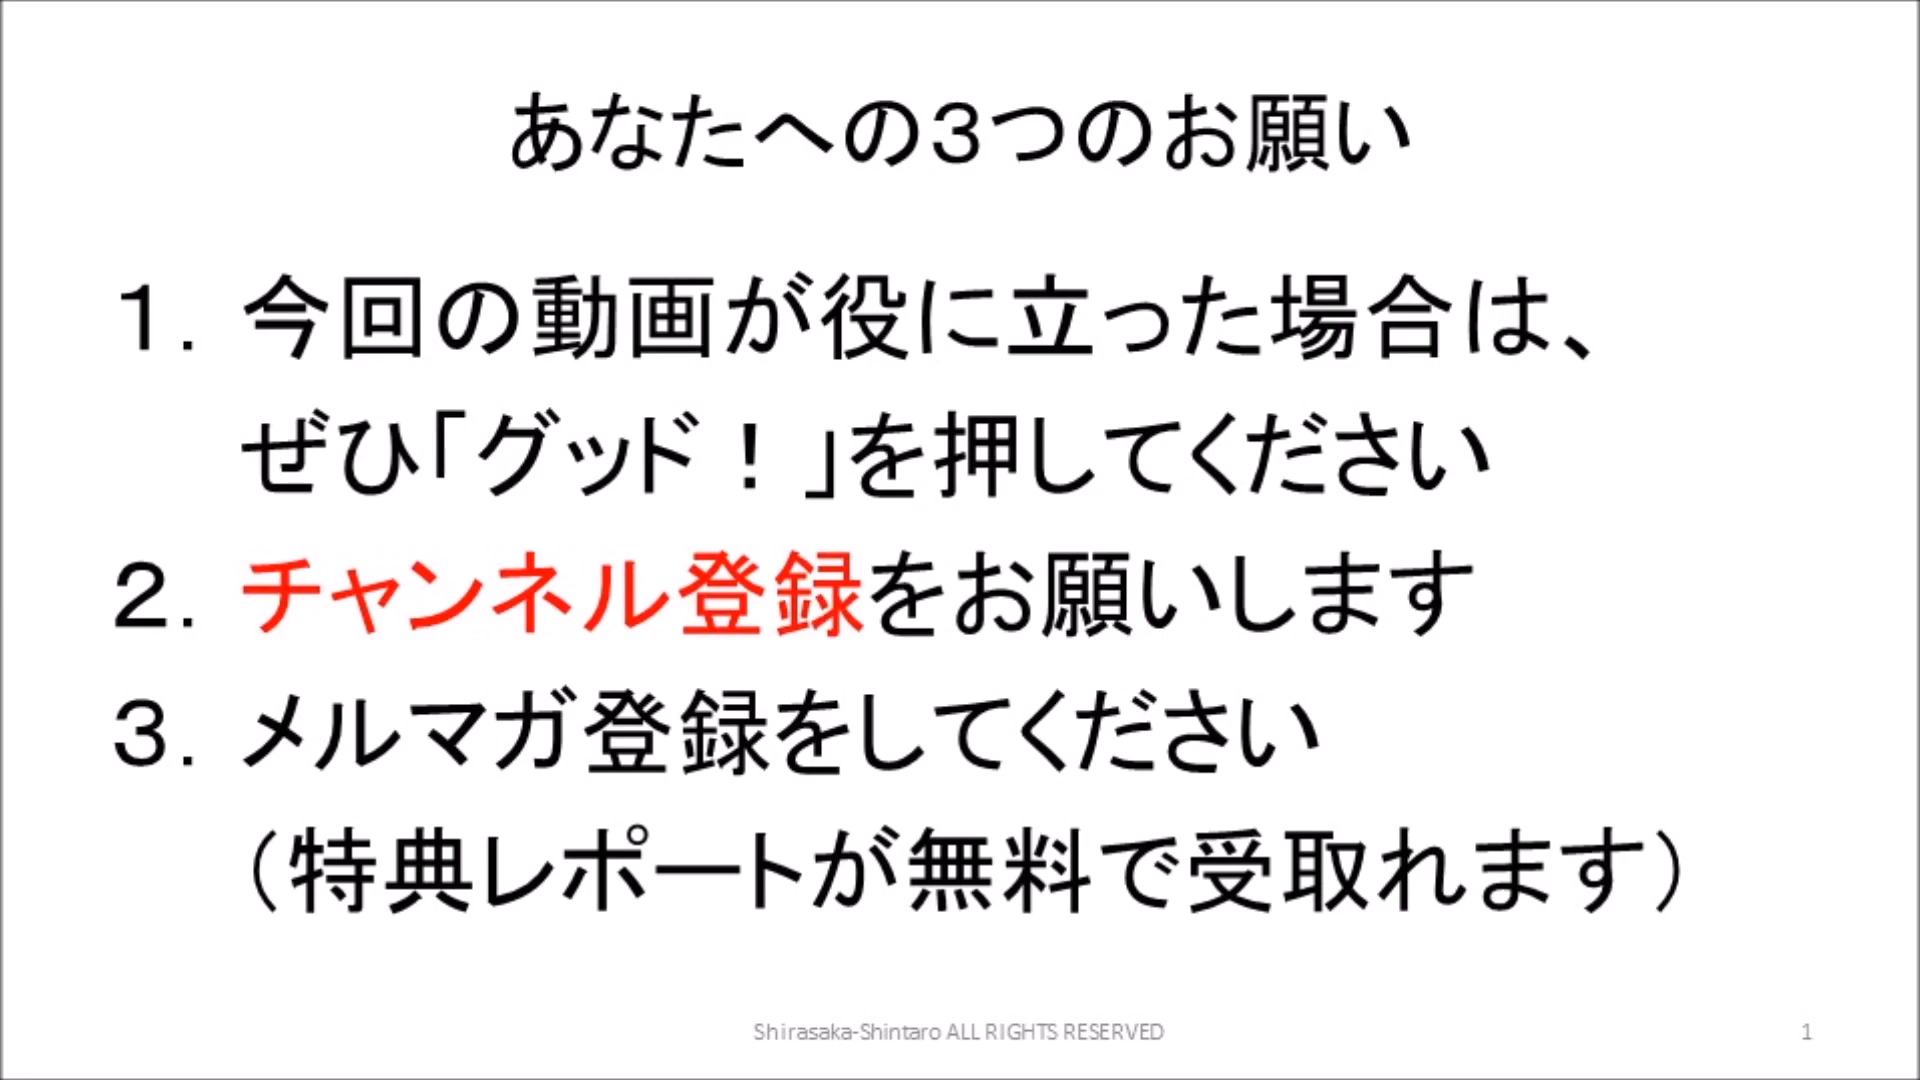 あなたへの３つのお願い
１．今回の動画が役に立った場合は、
ぜひ「グッド！」を押してください
２．チャンネル登録をお願いします
３．メルマガ登録をしてください
（特典レポートが無料で受取れます）
Shirasaka-Shintaro ALL RIGHTS RESERVED
1